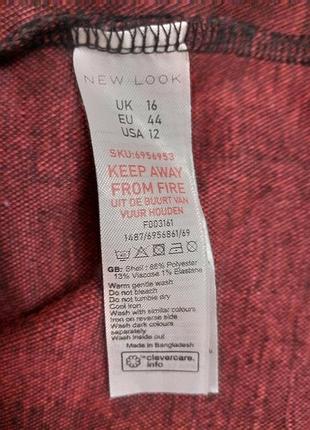 NEW LOOK
UK 16
EU 44
USA 12
SKU:6956953
KEEP AWAY
FROM FIRE
UIT DE BUURT VAN
VUUR HOUDEN
F003161
1487/6956861/69
GB: Shell : 86% Polyester
13% Viscose 1% Elastane
Warm gentle wash
Do not bleach
Do not tumble dry
Cool iron
Wash with similar colours
Iron on reverse side
Wash dark colours
separately
Wash inside out
Made in Bangladesh
clevercare.
info